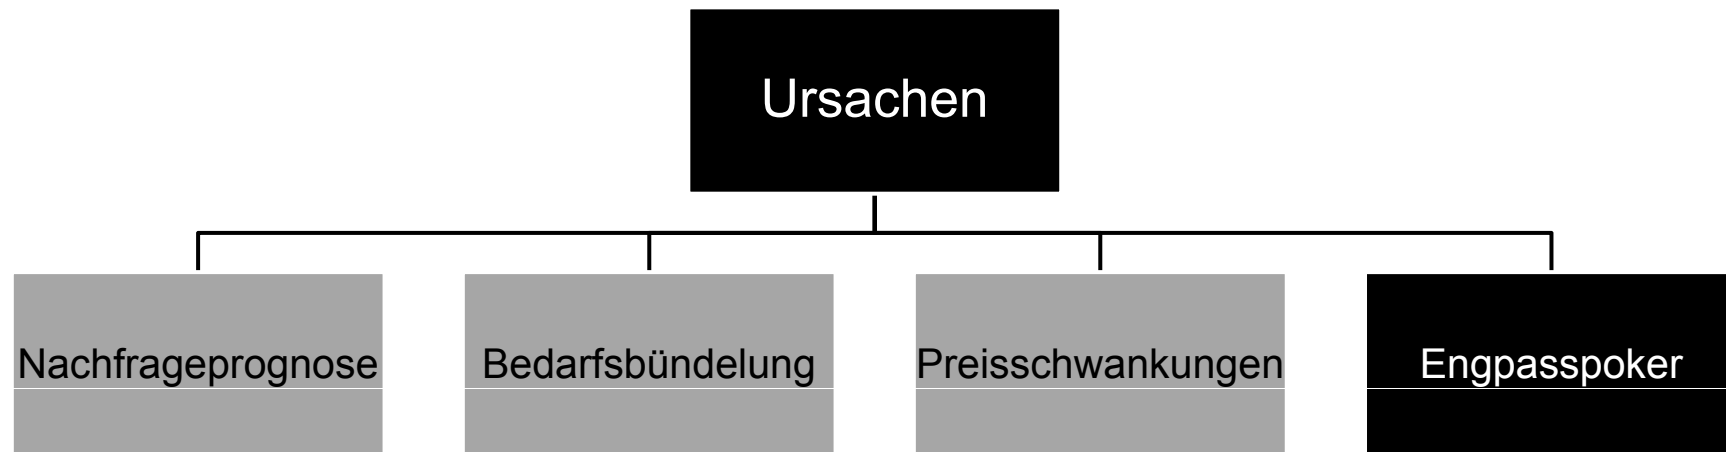 Ursachen
Nachfrageprognose
Bedarfsbündelung
Preisschwankungen
Engpasspoker